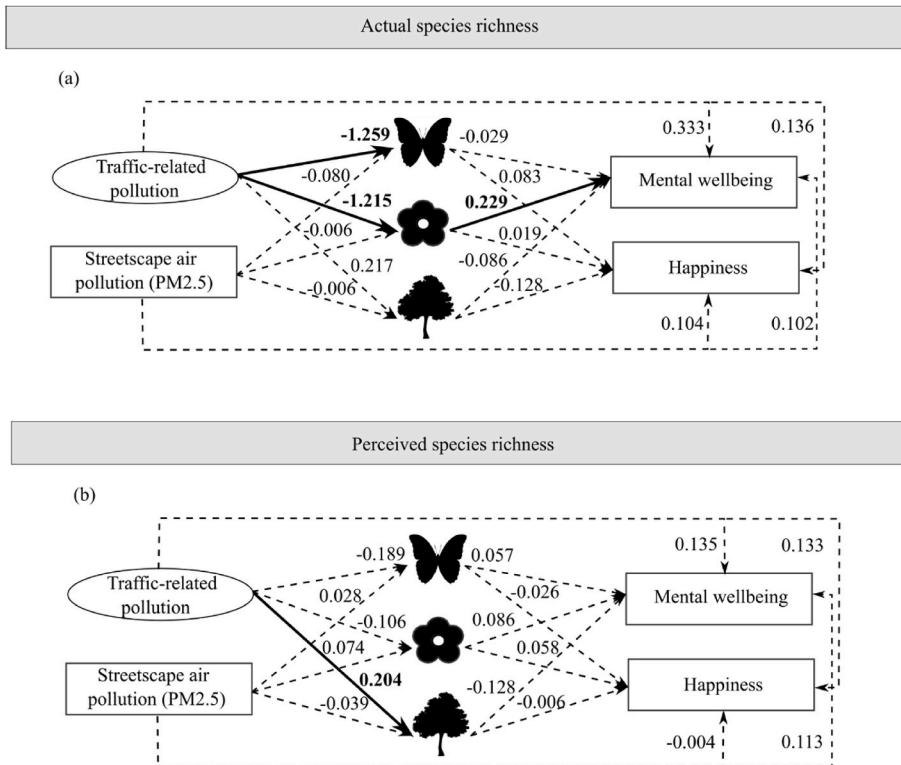 Actual species richness
(a)
-1.259
-0.029
0.333
0.136
Traffic-related
pollution
-0.080
0.083
Mental wellbeing
-1.215
0.229
-0.006
0.019
Streetscape air
pollution (PM2.5)
0.217
-0.086
Happiness
-0.006
-0.128
0.104
0.102
Perceived species richness
(b)
-0.189
0.057
0.135
0.133
Traffic-related
pollution
0.028
-0.026
Mental wellbeing
-0.106
0.086
0.074
0.058
Streetscape air
pollution (PM2.5)
0.204
-0.128
Happiness
-0.039
-0.006
-0.004
0.113